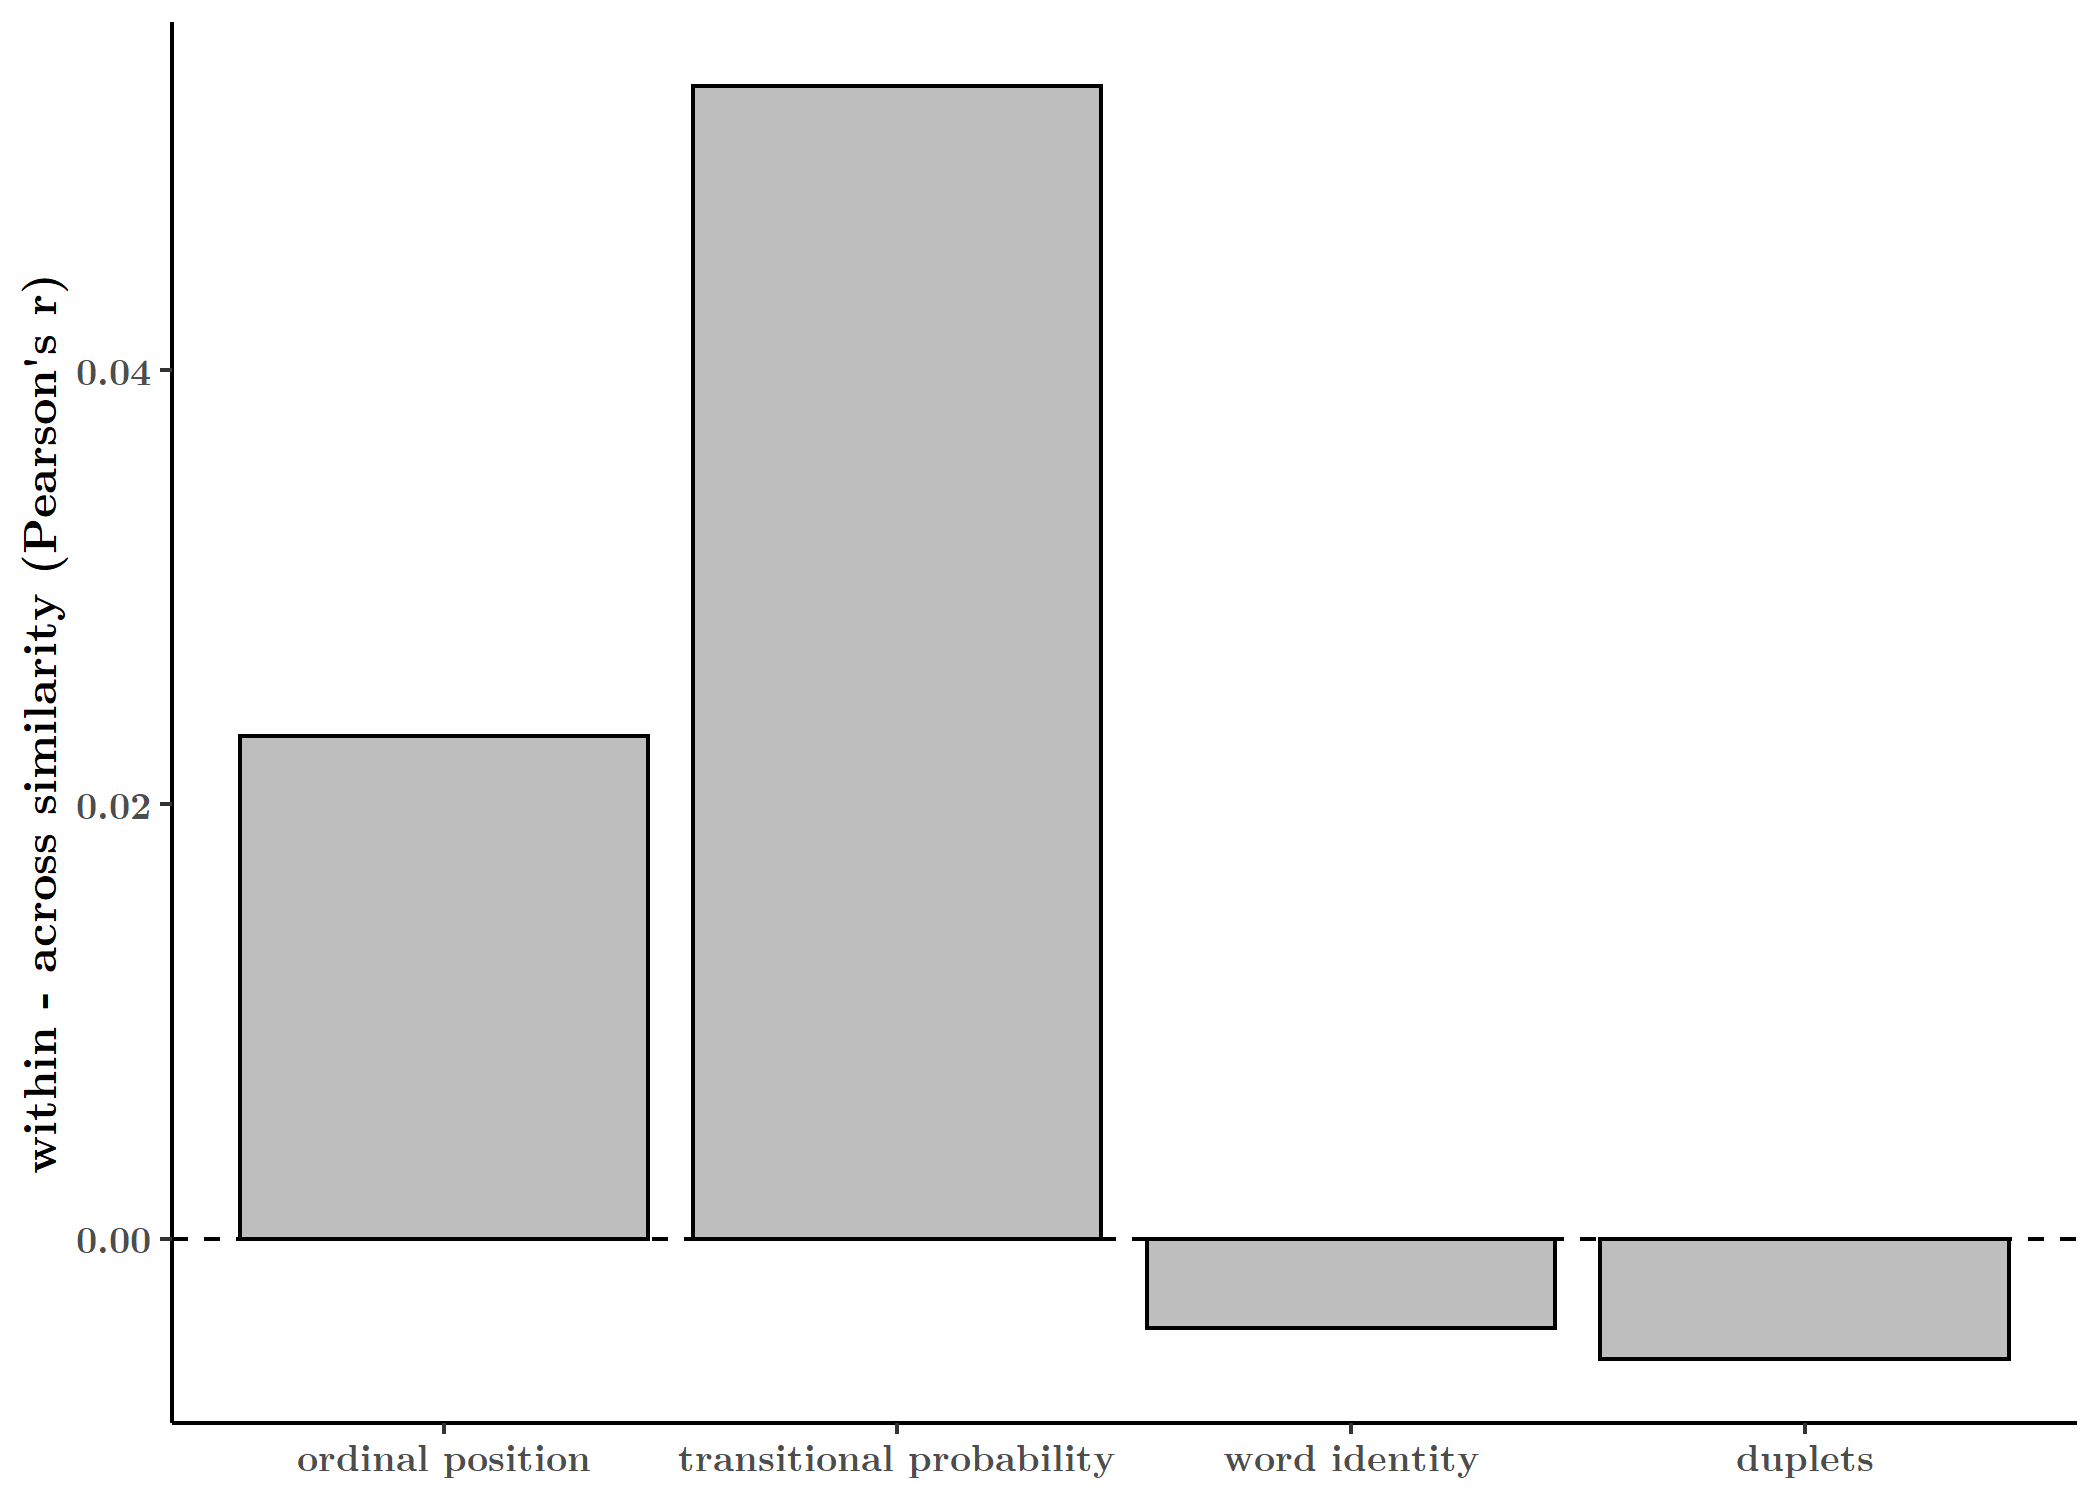 within - across similarity (Pearson's r)
0.04
0.02
0.00
ordinal position
transitional probability
word identity
duplets